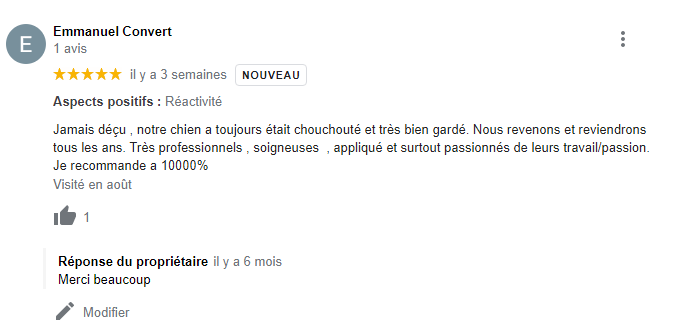 E
Emmanuel Convert
1 avis
il y a 3 semaines NOUVEAU
Aspects positifs : Réactivité
Jamais déçu , notre chien a toujours était chouchouté et très bien gardé. Nous revenons et reviendrons
tous les ans. Très professionnels , soigneuses , appliqué et surtout passionnés de leurs travail/passion.
Je recommande a 10000%
Visité en août
1
Réponse du propriétaire il y a 6 mois
Merci beaucoup
Modifier